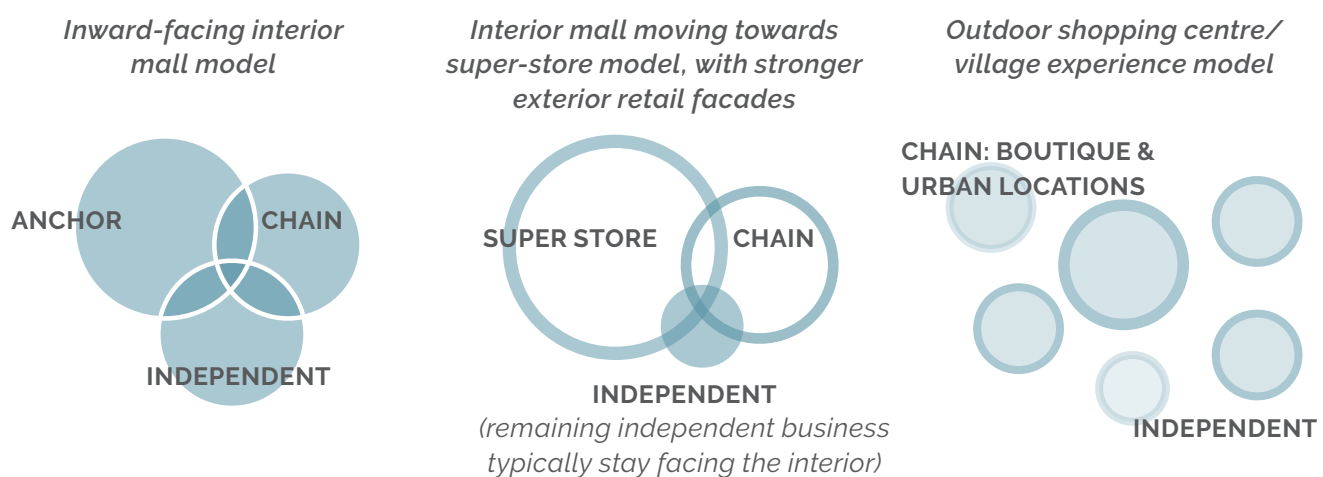 Inward-facing interior
mall model
ANCHOR
CHAIN
INDEPENDENT
Interior mall moving towards
super-store model, with stronger
exterior retail facades
SUPER STORE
CHAIN
INDEPENDENT
(remaining independent business
typically stay facing the interior)
Outdoor shopping centre/
village experience model
CHAIN: BOUTIQUE &
URBAN LOCATIONS
INDEPENDENT